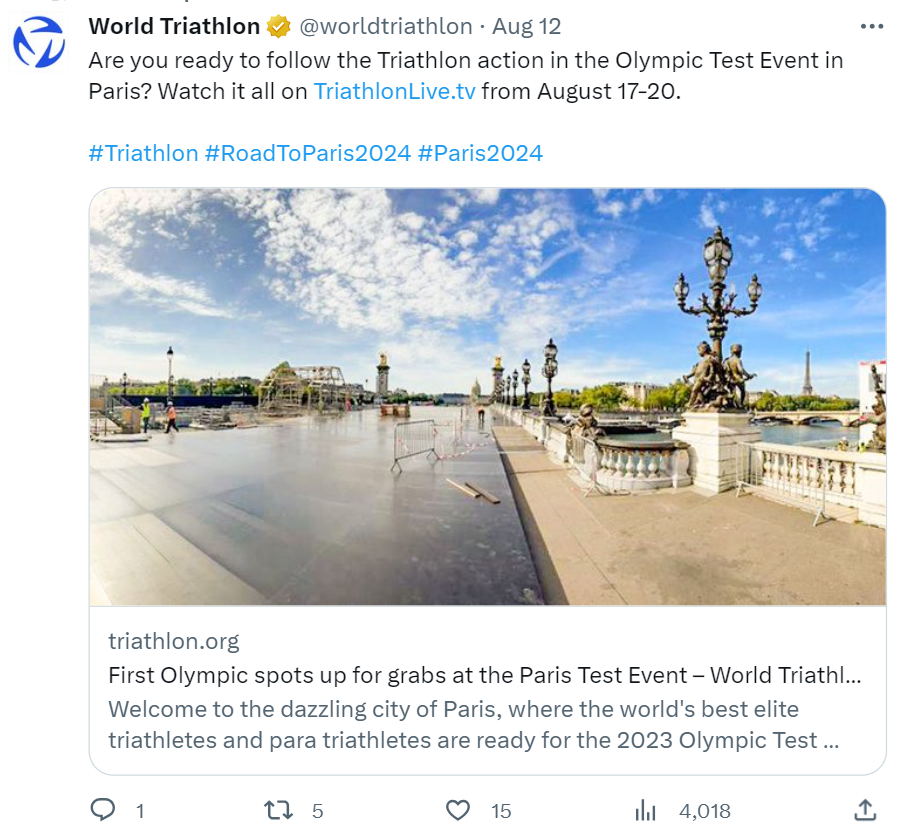 World Triathlon @worldtriathlon · Aug 12
Are you ready to follow the Triathlon action in the Olympic Test Event in
Paris? Watch it all on TriathlonLive.tv from August 17-20.
#Triathlon #RoadToParis2024 #Paris2024
triathlon.org
First Olympic spots up for grabs at the Paris Test Event – World Triathl...
Welcome to the dazzling city of Paris, where the world's best elite
triathletes and para triathletes are ready for the 2023 Olympic Test ...
1 5 15 4,018